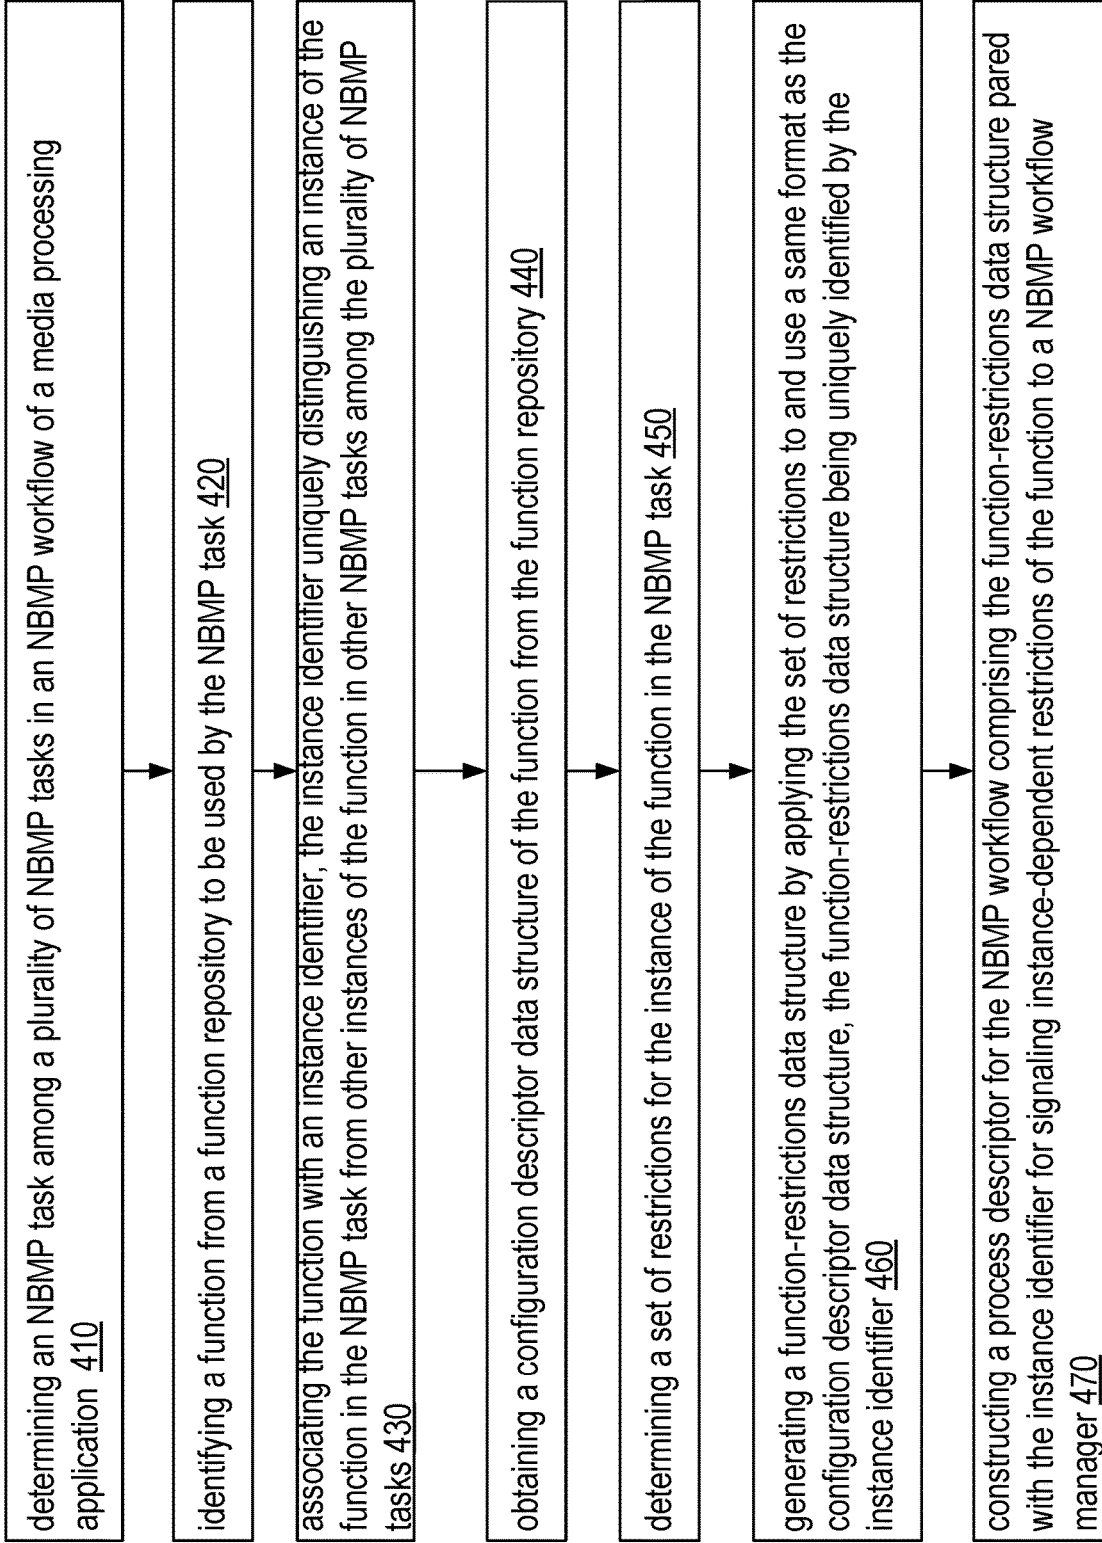 determining an NBMP task among a plurality of NBMP tasks in an NBMP workflow of a media processing
application 410
identifying a function from a function repository to be used by the NBMP task 420
associating the function with an instance identifier, the instance identifier uniquely distinguishing an instance of the
function in the NBMP task from other instances of the function in other NBMP tasks among the plurality of NBMP
tasks 430
obtaining a configuration descriptor data structure of the function from the function repository 440
determining a set of restrictions for the instance of the function in the NBMP task 450
generating a function-restrictions data structure by applying the set of restrictions to and use a same format as the
configuration descriptor data structure, the function-restrictions data structure being uniquely identified by the
instance identifier 460
constructing a process descriptor for the NBMP workflow comprising the function-restrictions data structure pared
with the instance identifier for signaling instance-dependent restrictions of the function to a NBMP workflow
manager 470